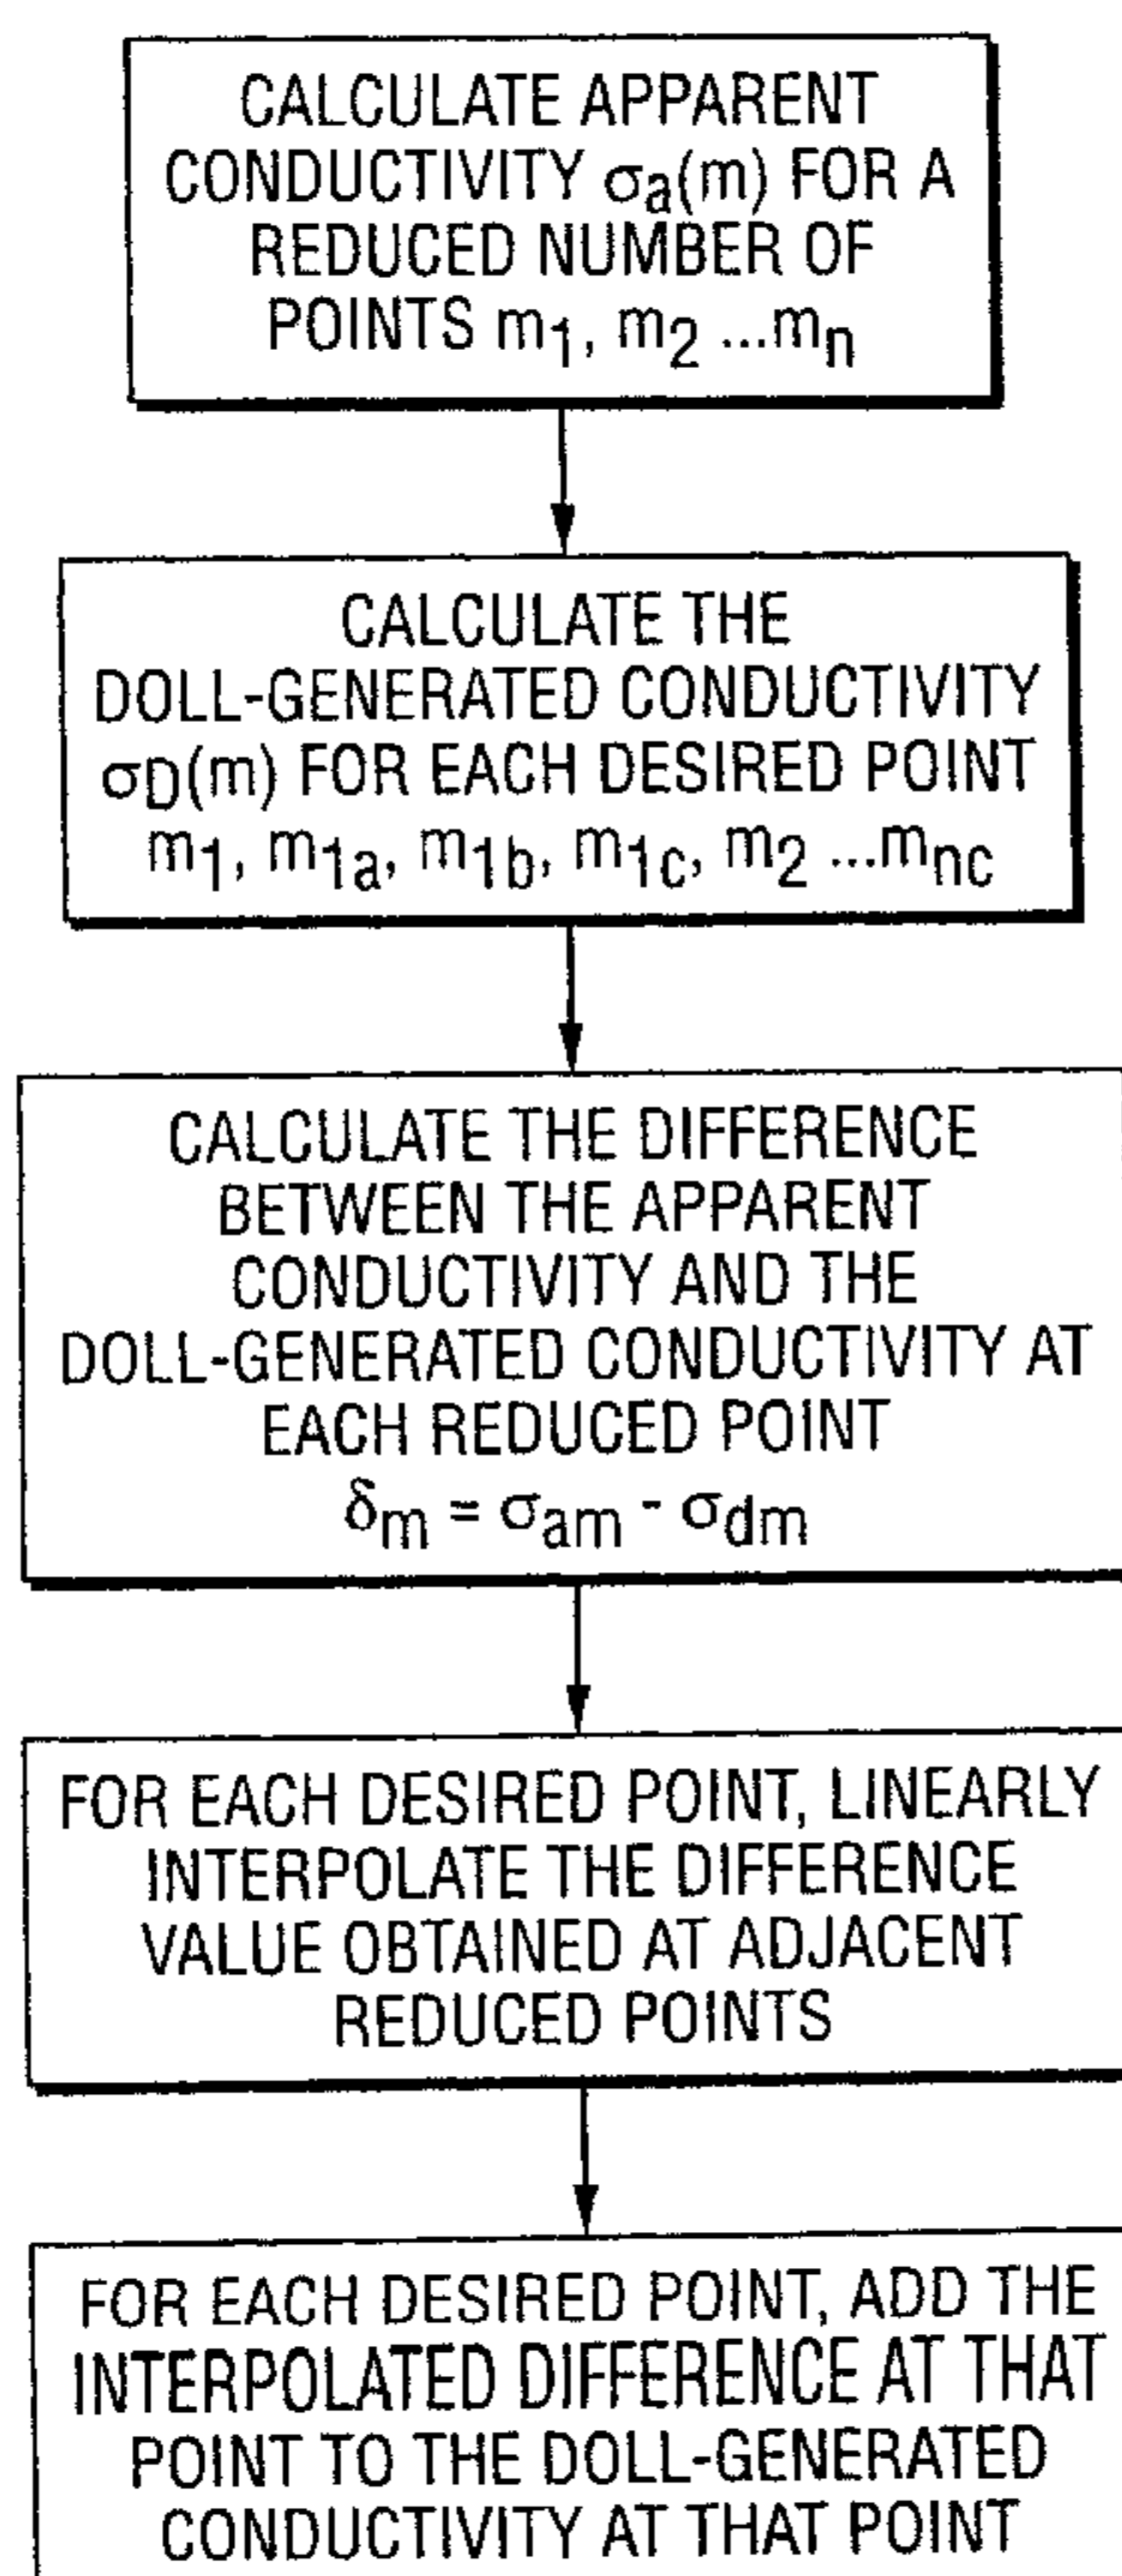 CALCULATE APPARENT
CONDUCTIVITY σa(m) FOR A
REDUCED NUMBER OF
POINTS m1, m2 ...mn
CALCULATE THE
DOLL-GENERATED CONDUCTIVITY
σD(m) FOR EACH DESIRED POINT
m1, m1a, m1b, m1c, m2 ...mnc
CALCULATE THE DIFFERENCE
BETWEEN THE APPARENT
CONDUCTIVITY AND THE
DOLL-GENERATED CONDUCTIVITY AT
EACH REDUCED POINT
δm = σam - σdm
FOR EACH DESIRED POINT, LINEARLY
INTERPOLATE THE DIFFERENCE
VALUE OBTAINED AT ADJACENT
REDUCED POINTS
FOR EACH DESIRED POINT, ADD THE
INTERPOLATED DIFFERENCE AT THAT
POINT TO THE DOLL-GENERATED
CONDUCTIVITY AT THAT POINT